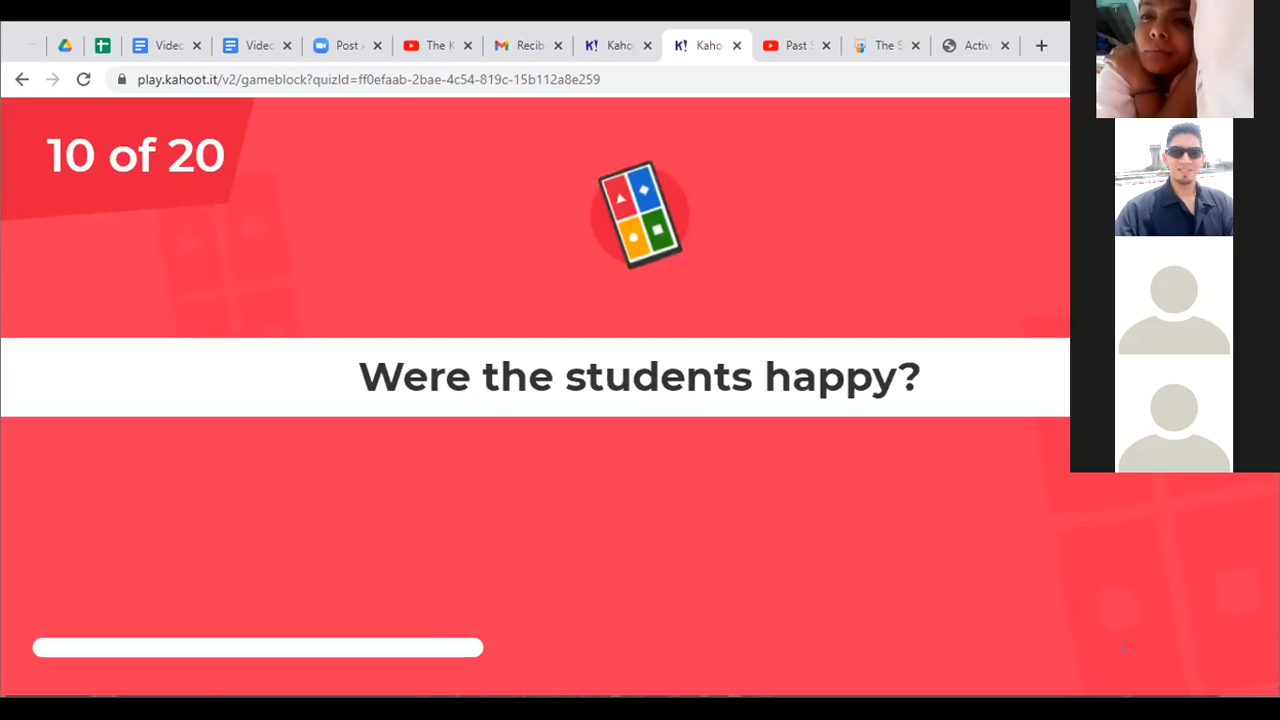 Video
Video
Post
The K
Recib
K! Kaho
K! Kaho
Past S
The S
Activ
play.kahoot.it/v2/gameblock?quizId=ff0efaab-2bae-4c54-819c-15b112a8e259
10 of 20
Were the students happy?